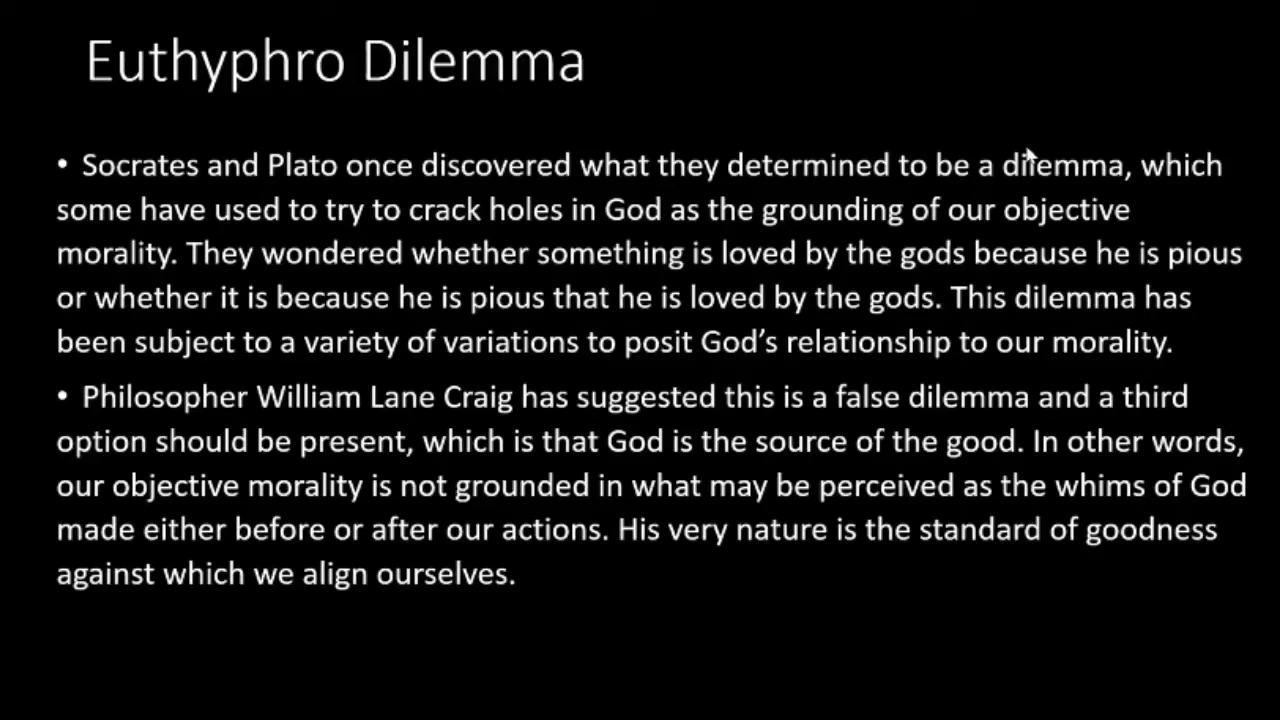 Euthyphro Dilemma
• Socrates and Plato once discovered what they determined to be a dilemma, which
some have used to try to crack holes in God as the grounding of our objective
morality. They wondered whether something is loved by the gods because he is pious
or whether it is because he is pious that he is loved by the gods. This dilemma has
been subject to a variety of variations to posit God’s relationship to our morality.
• Philosopher William Lane Craig has suggested this is a false dilemma and a third
option should be present, which is that God is the source of the good. In other words,
our objective morality is not grounded in what may be perceived as the whims of God
made either before or after our actions. His very nature is the standard of goodness
against which we align ourselves.